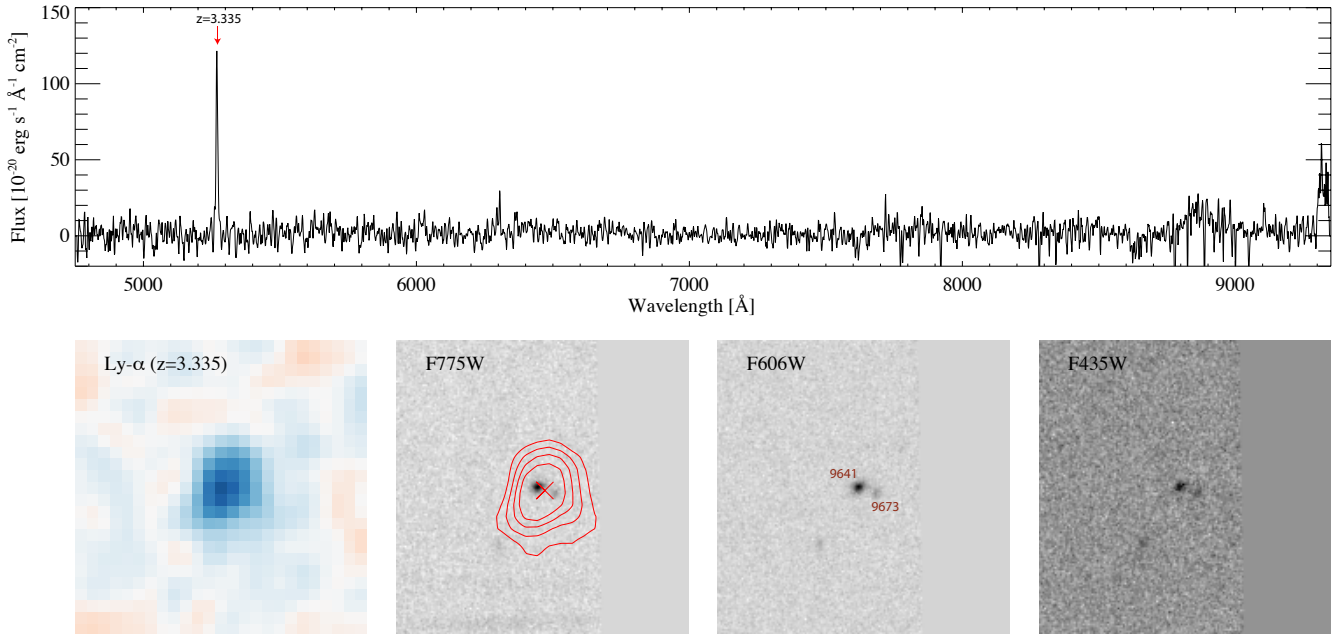 z=3.335
150
100
50
0
Flux [10⁻²⁰ erg s⁻¹ Å⁻¹ cm⁻²]
5000 6000 7000 8000 9000
Wavelength [Å]
Ly-α (z=3.335) F775W F606W F435W
9641
9673